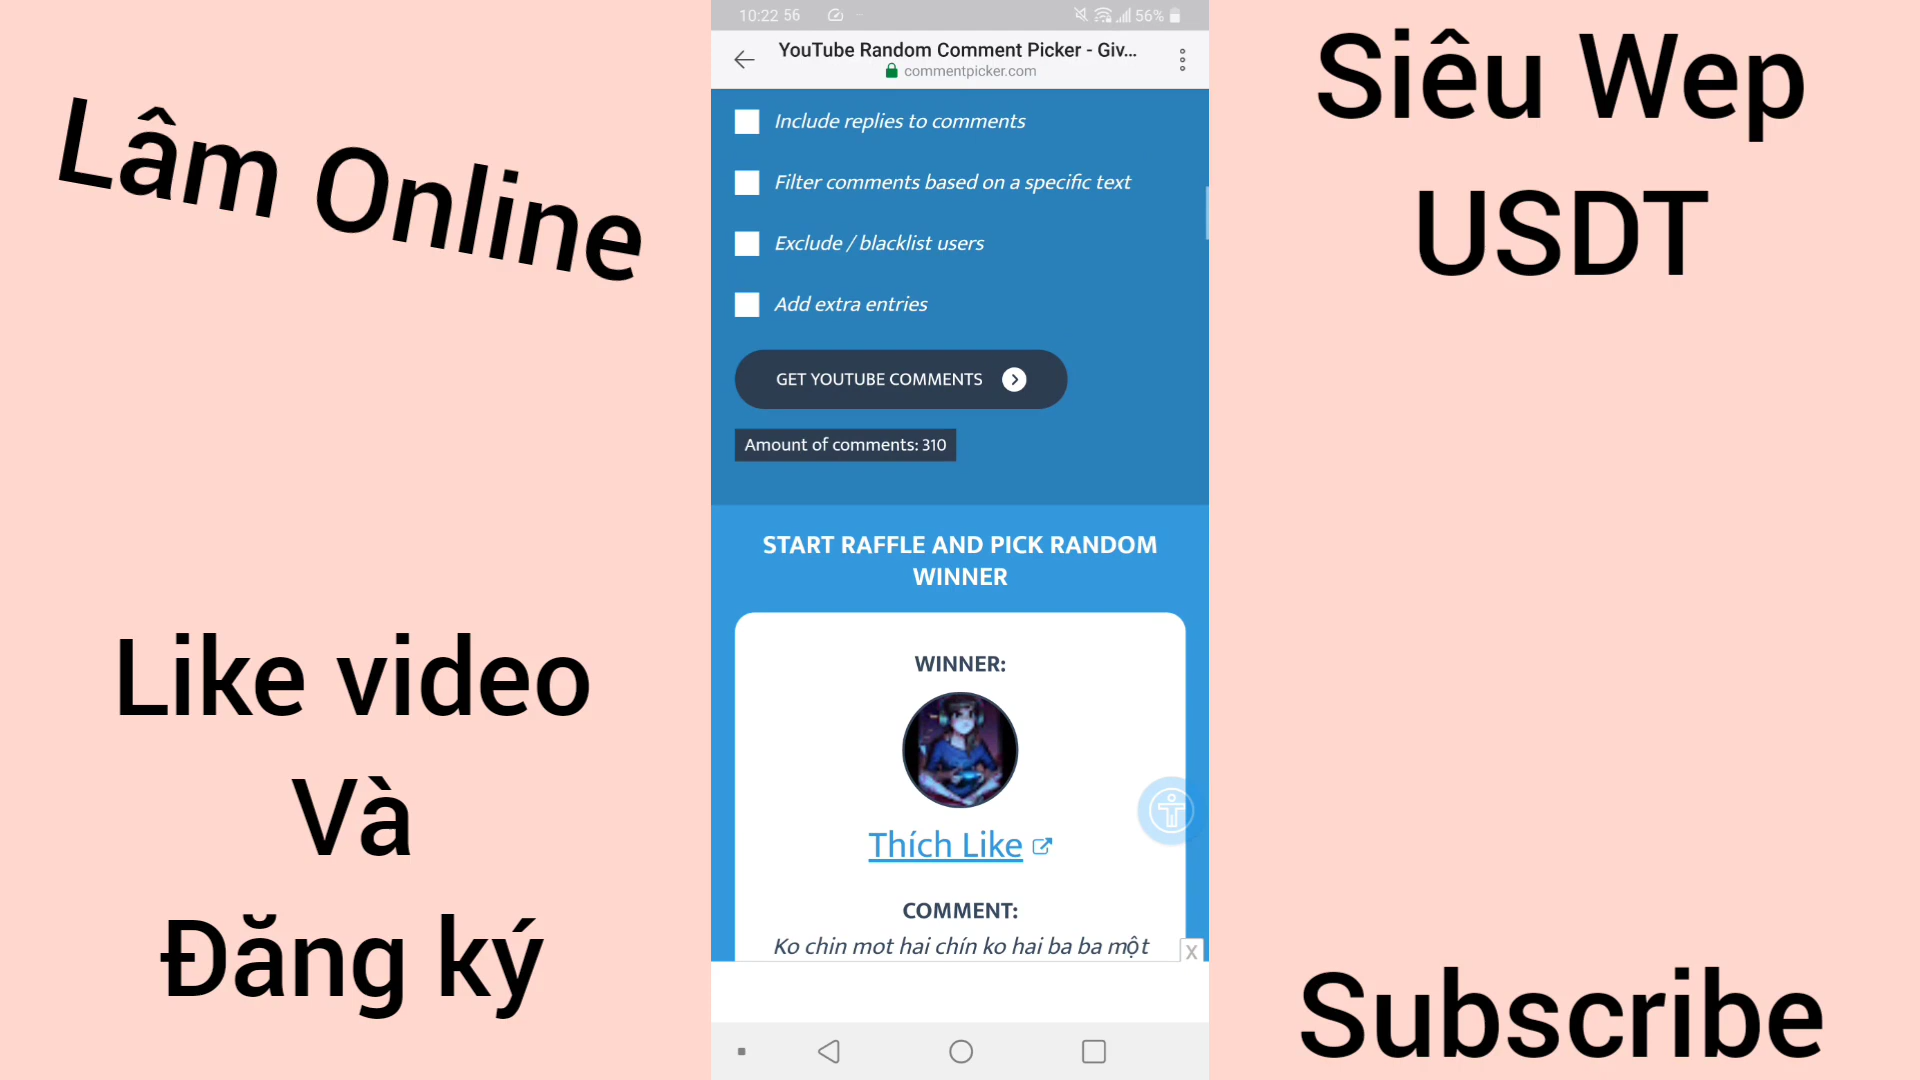 Lâm Online
Like video
Và
Đăng ký
10:22 56
56%
YouTube Random Comment Picker - Giv...
commentpicker.com
Include replies to comments
Filter comments based on a specific text
Exclude / blacklist users
Add extra entries
GET YOUTUBE COMMENTS
Amount of comments: 310
START RAFFLE AND PICK RANDOM
WINNER
WINNER:
Thích Like
COMMENT:
Ko chin mot hai chín ko hai ba ba một
X
Siêu Wep
USDT
Subscribe